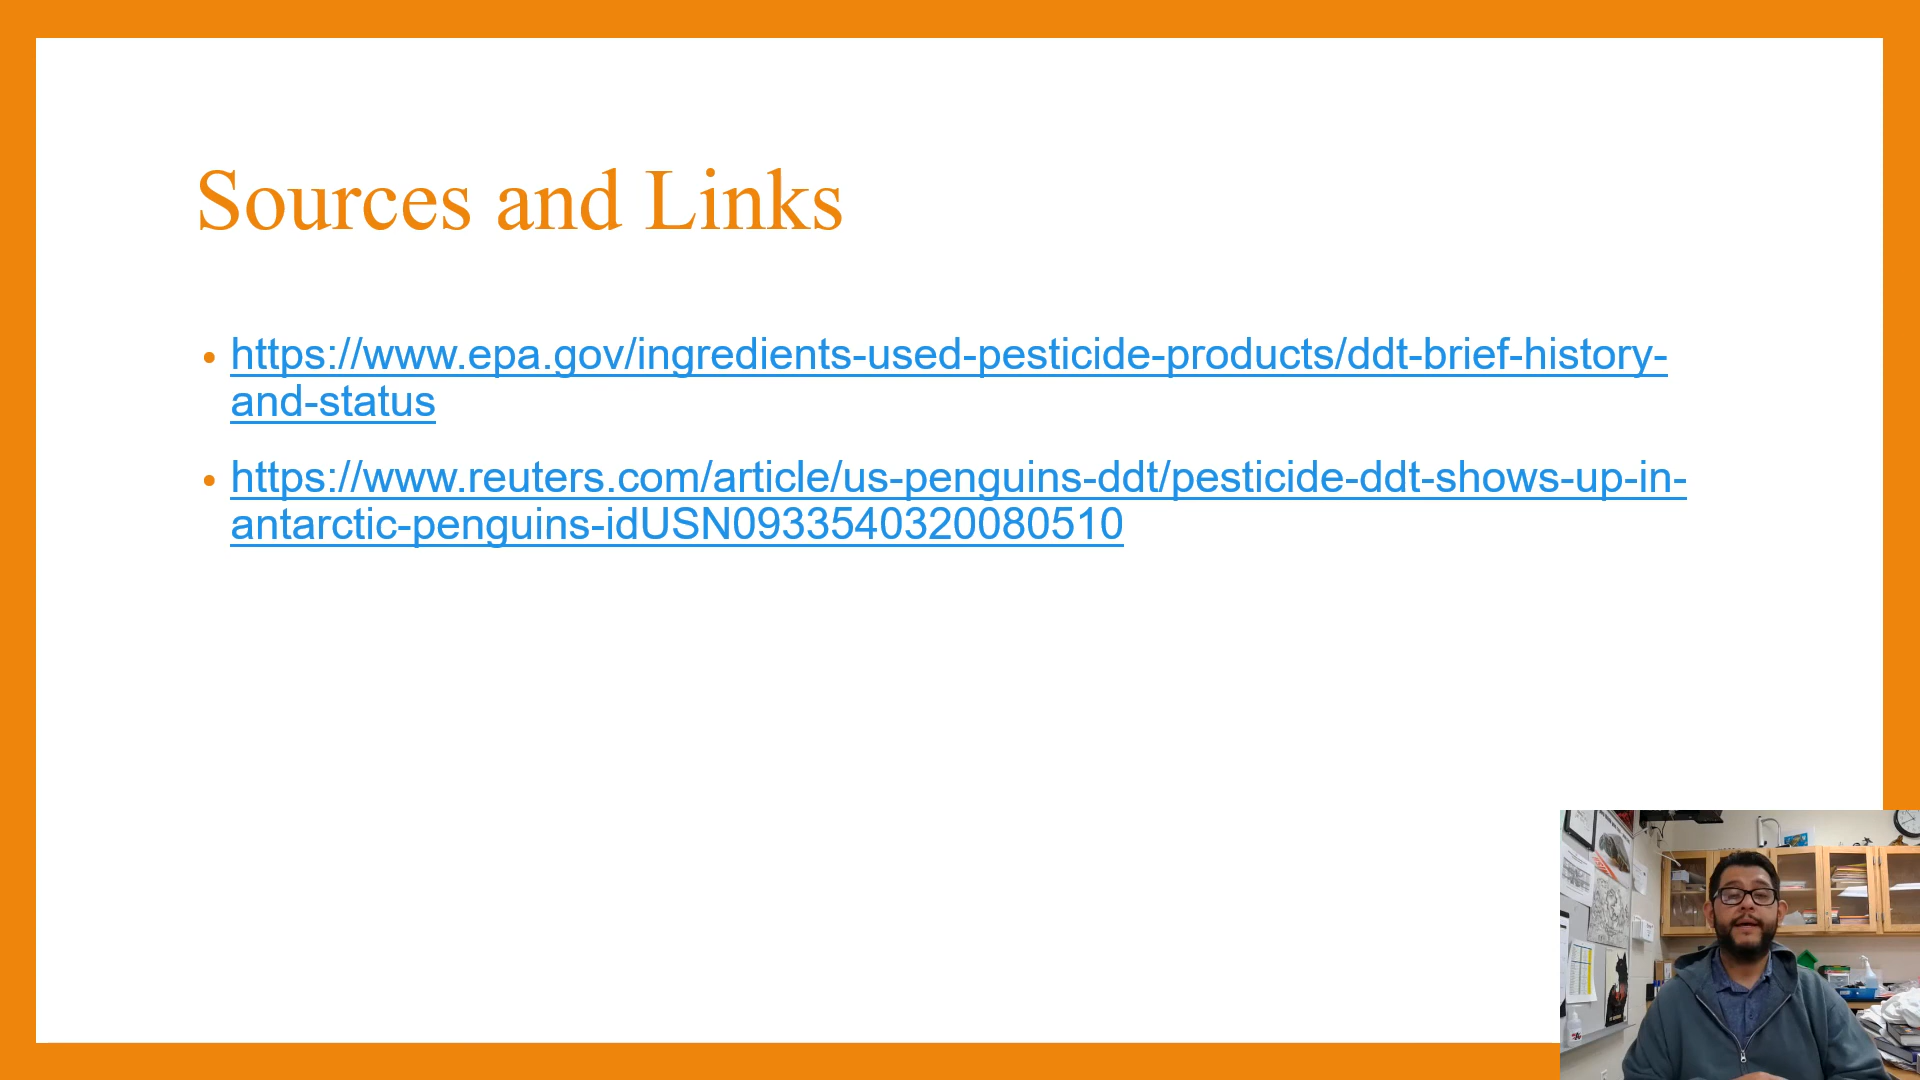 Sources and Links
https://www.epa.gov/ingredients-used-pesticide-products/ddt-brief-history-
and-status
https://www.reuters.com/article/us-penguins-ddt/pesticide-ddt-shows-up-in-
antarctic-penguins-idUSN0933540320080510